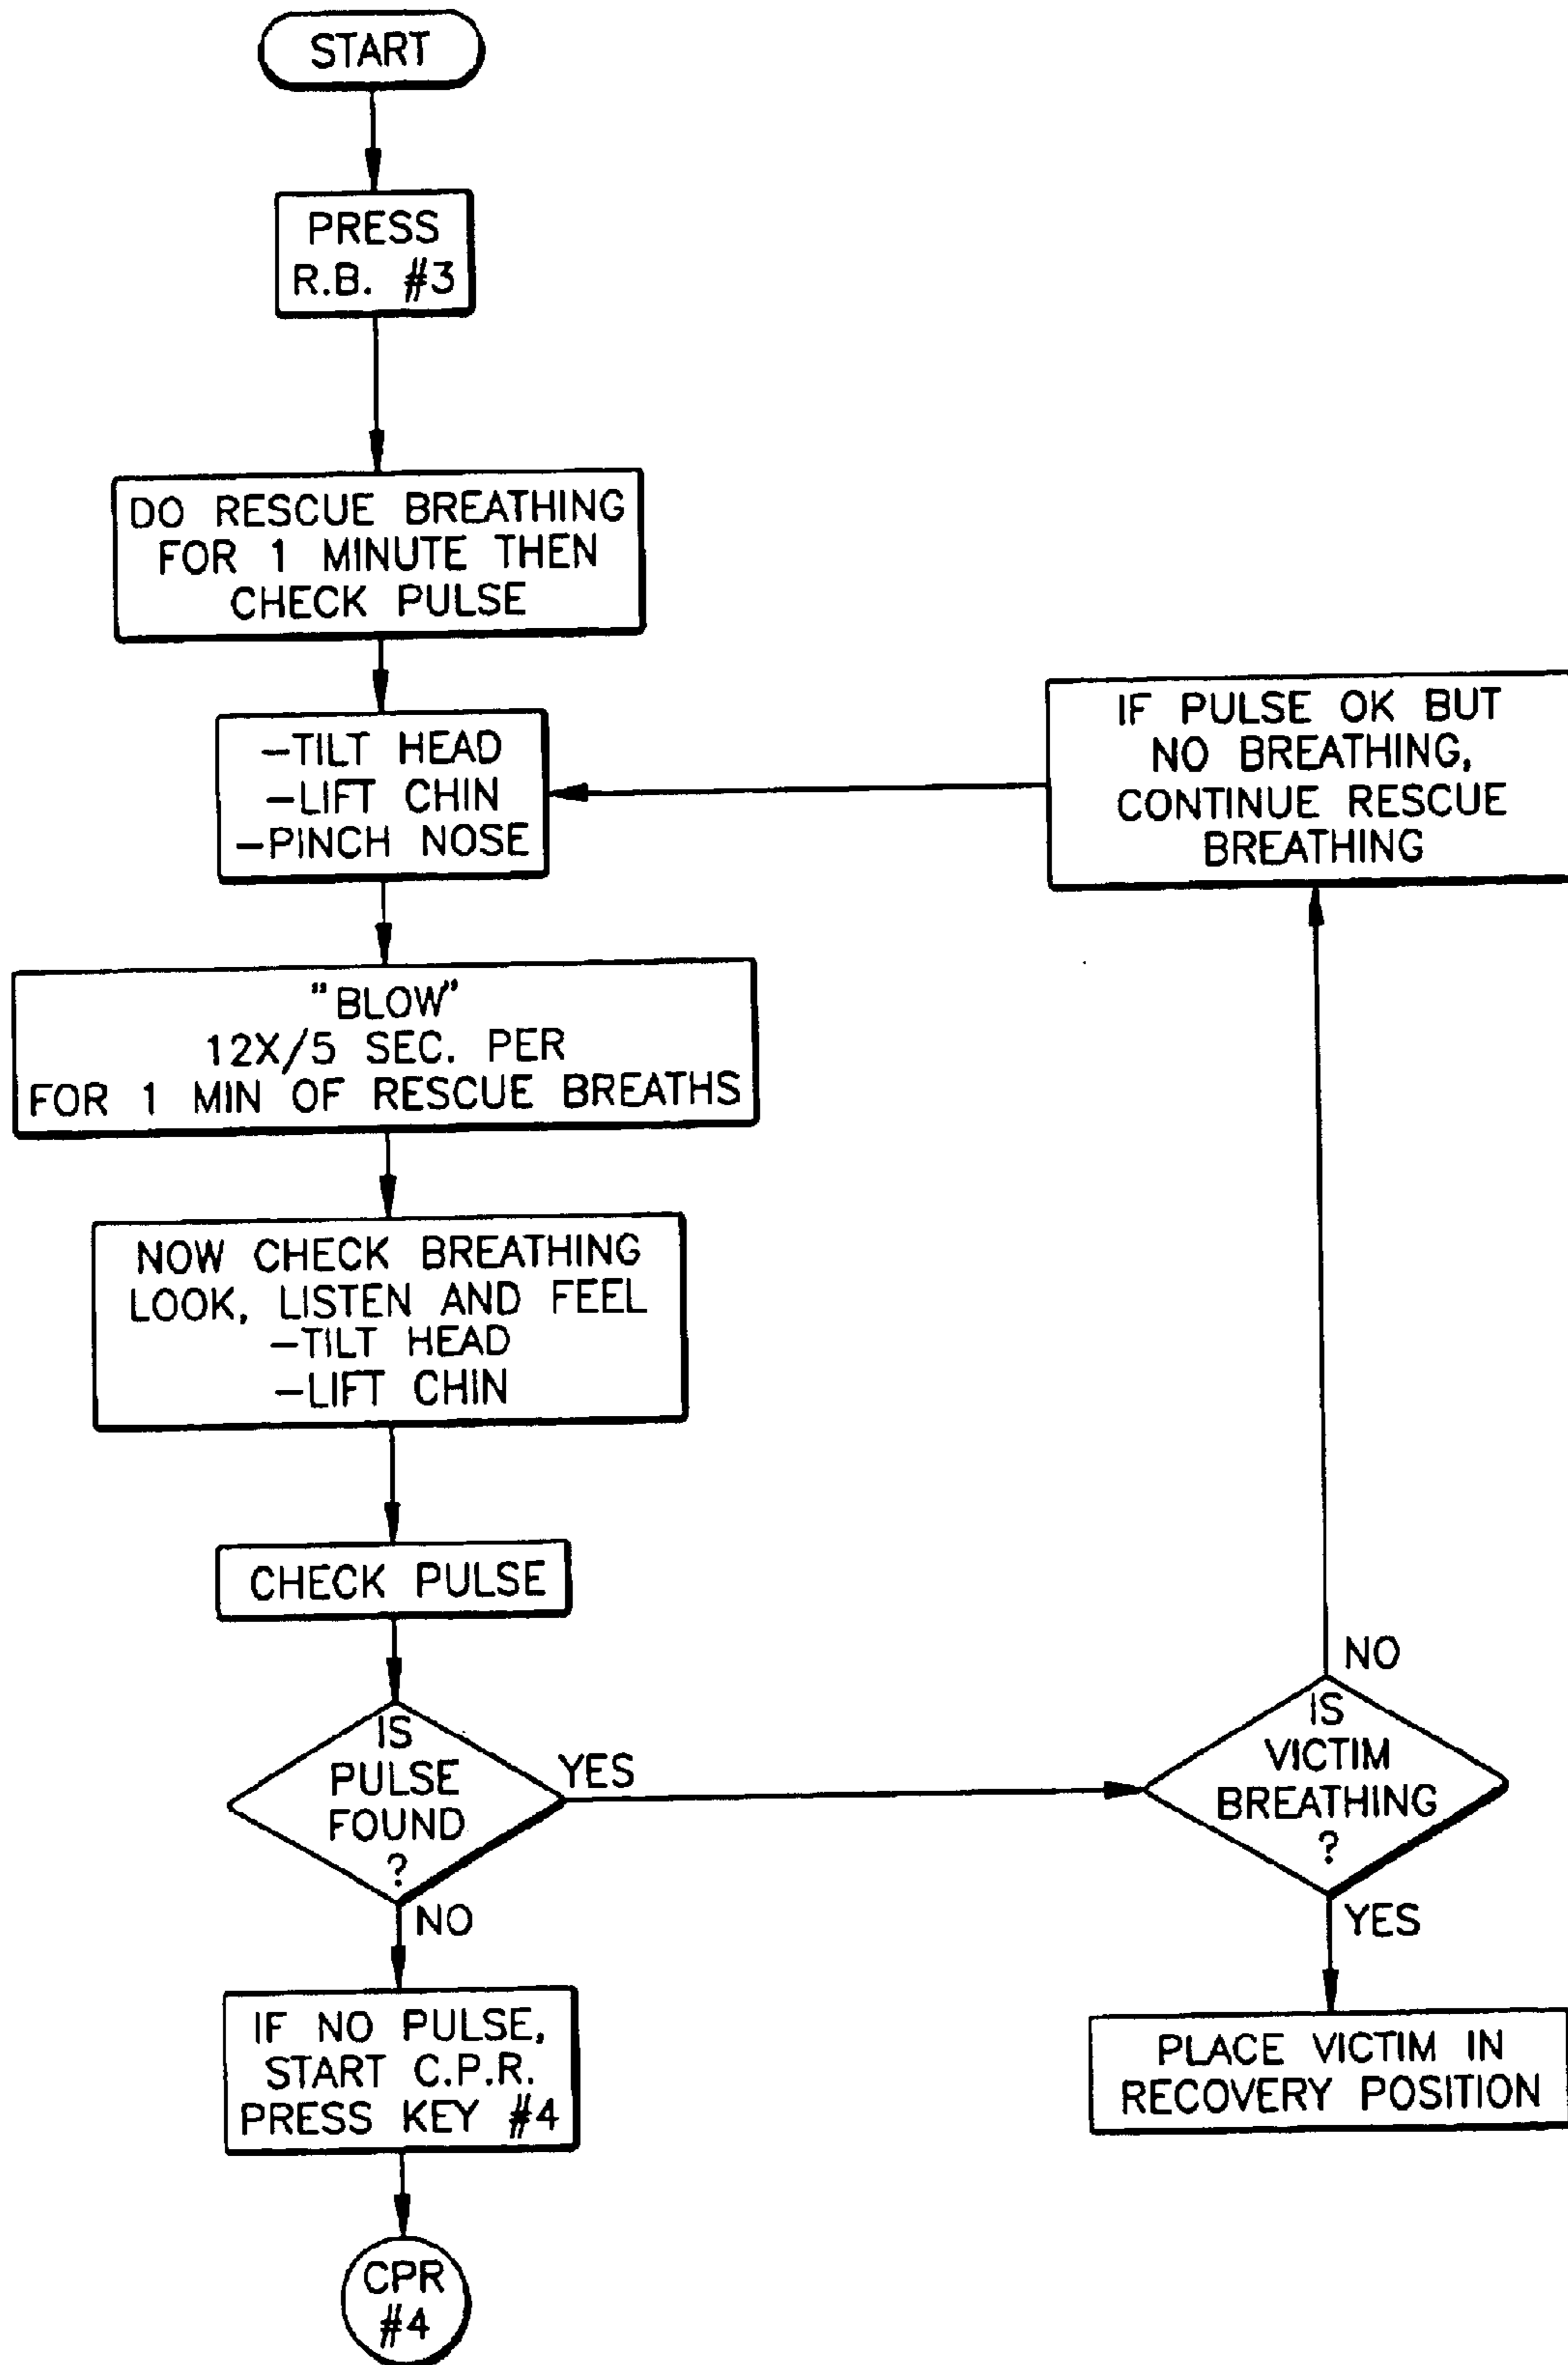 START
PRESS
R.B. #3
DO RESCUE BREATHING
FOR 1 MINUTE THEN
CHECK PULSE
-TILT HEAD
-LIFT CHIN
-PINCH NOSE
IF PULSE OK BUT
NO BREATHING,
CONTINUE RESCUE
BREATHING
"BLOW"
12X/5 SEC. PER
FOR 1 MIN OF RESCUE BREATHS
NOW CHECK BREATHING
LOOK, LISTEN AND FEEL
-TILT HEAD
-LIFT CHIN
CHECK PULSE
IS
PULSE
FOUND
?
YES
NO
IS
VICTIM
BREATHING
?
NO
YES
IF NO PULSE,
START C.P.R.
PRESS KEY #4
PLACE VICTIM IN
RECOVERY POSITION
CPR
#4